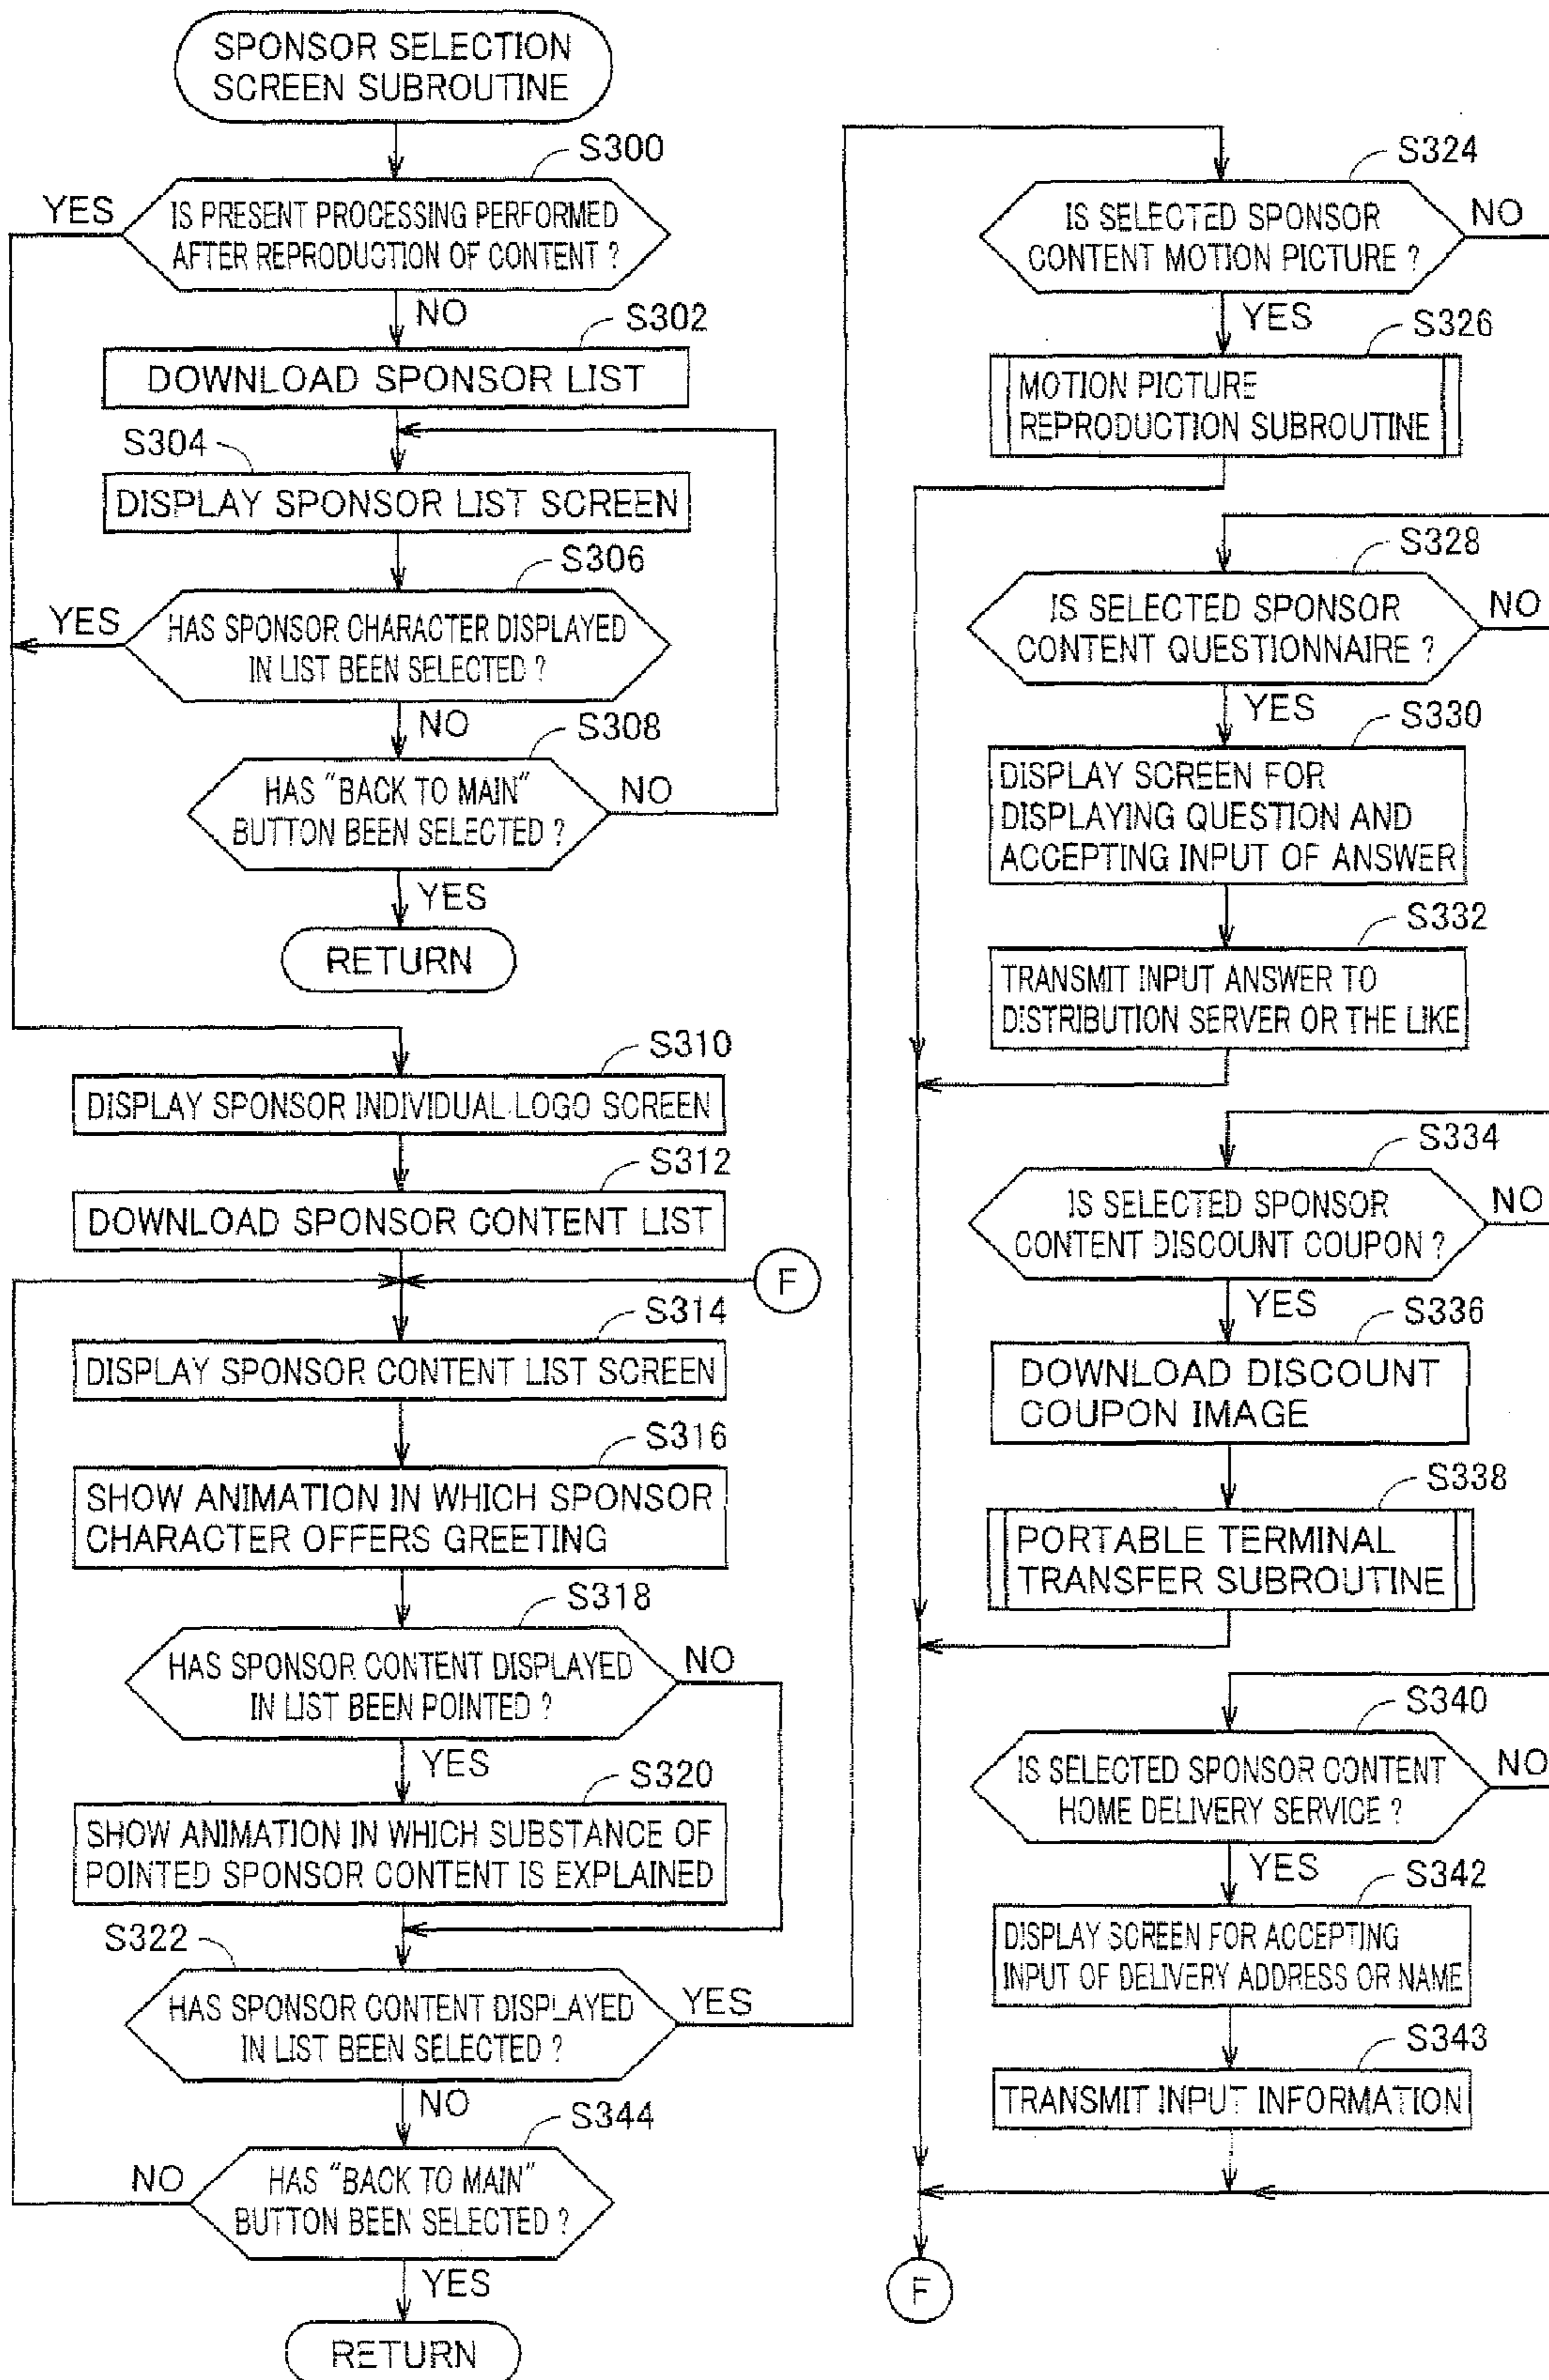 SPONSOR SELECTION
SCREEN SUBROUTINE
S300
YES
IS PRESENT PROCESSING PERFORMED
AFTER REPRODUCTION OF CONTENT ?
NO
S302
DOWNLOAD SPONSOR LIST
S304
DISPLAY SPONSOR LIST SCREEN
S306
YES
HAS SPONSOR CHARACTER DISPLAYED
IN LIST BEEN SELECTED ?
NO
S308
HAS "BACK TO MAIN"
BUTTON BEEN SELECTED ?
NO
YES
RETURN
S310
DISPLAY SPONSOR INDIVIDUAL LOGO SCREEN
S312
DOWNLOAD SPONSOR CONTENT LIST
F
S314
DISPLAY SPONSOR CONTENT LIST SCREEN
S316
SHOW ANIMATION IN WHICH SPONSOR
CHARACTER OFFERS GREETING
S318
HAS SPONSOR CONTENT DISPLAYED
IN LIST BEEN POINTED ?
NO
YES
S320
SHOW ANIMATION IN WHICH SUBSTANCE OF
POINTED SPONSOR CONTENT IS EXPLAINED
S322
HAS SPONSOR CONTENT DISPLAYED
IN LIST BEEN SELECTED ?
YES
NO
S344
NO
HAS "BACK TO MAIN"
BUTTON BEEN SELECTED ?
YES
RETURN
S324
IS SELECTED SPONSOR
CONTENT MOTION PICTURE ?
NO
YES
S326
MOTION PICTURE
REPRODUCTION SUBROUTINE
S328
IS SELECTED SPONSOR
CONTENT QUESTIONNAIRE ?
NO
YES
S330
DISPLAY SCREEN FOR
DISPLAYING QUESTION AND
ACCEPTING INPUT OF ANSWER
S332
TRANSMIT INPUT ANSWER TO
DISTRIBUTION SERVER OR THE LIKE
S334
IS SELECTED SPONSOR
CONTENT DISCOUNT COUPON ?
NO
YES
S336
DOWNLOAD DISCOUNT
COUPON IMAGE
S338
PORTABLE TERMINAL
TRANSFER SUBROUTINE
S340
IS SELECTED SPONSOR CONTENT
HOME DELIVERY SERVICE ?
NO
YES
S342
DISPLAY SCREEN FOR ACCEPTING
INPUT OF DELIVERY ADDRESS OR NAME
S343
TRANSMIT INPUT INFORMATION
F